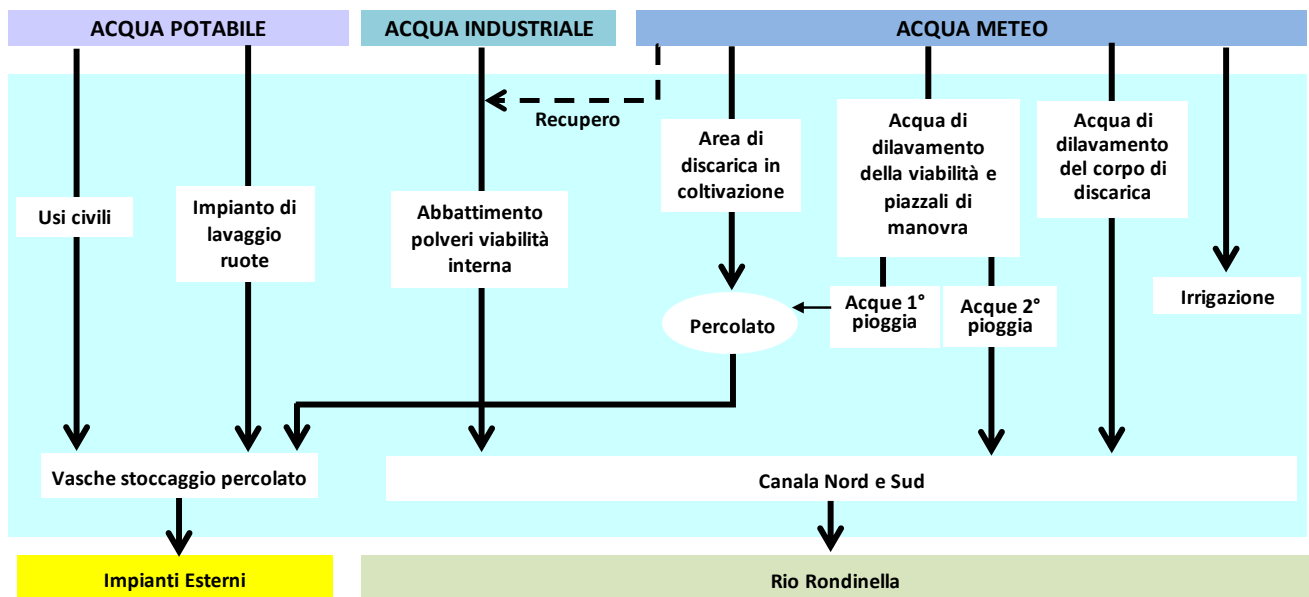 ACQUA POTABILE
ACQUA INDUSTRIALE
ACQUA METEO
Recupero
Usi civili
Impianto di
lavaggio
ruote
Abbattimento
polveri viabilità
interna
Area di
discarica in
coltivazione
Acqua di
dilavamento
della viabilità e
piazzali di
manovra
Acqua di
dilavamento
del corpo di
discarica
Irrigazione
Percolato
Acque 1°
pioggia
Acque 2°
pioggia
Vasche stoccaggio percolato
Canala Nord e Sud
Impianti Esterni
Rio Rondinella